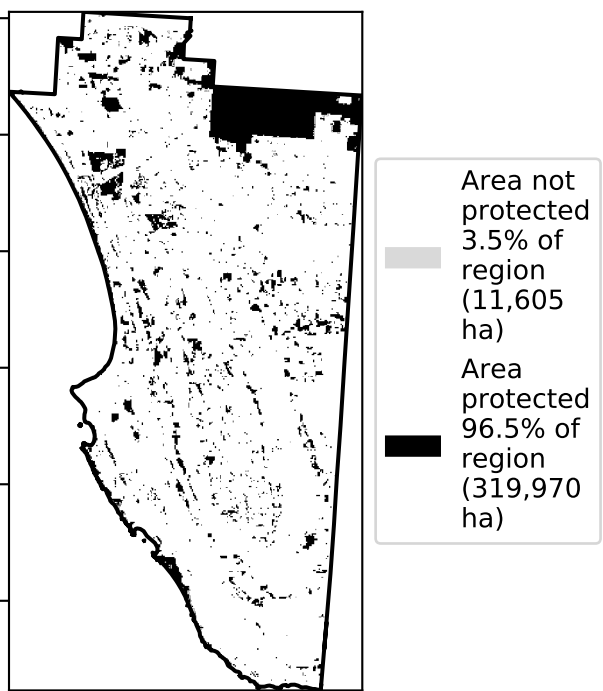 Area not
protected
3.5% of
region
(11,605
ha)
Area
protected
96.5% of
region
(319,970
ha)